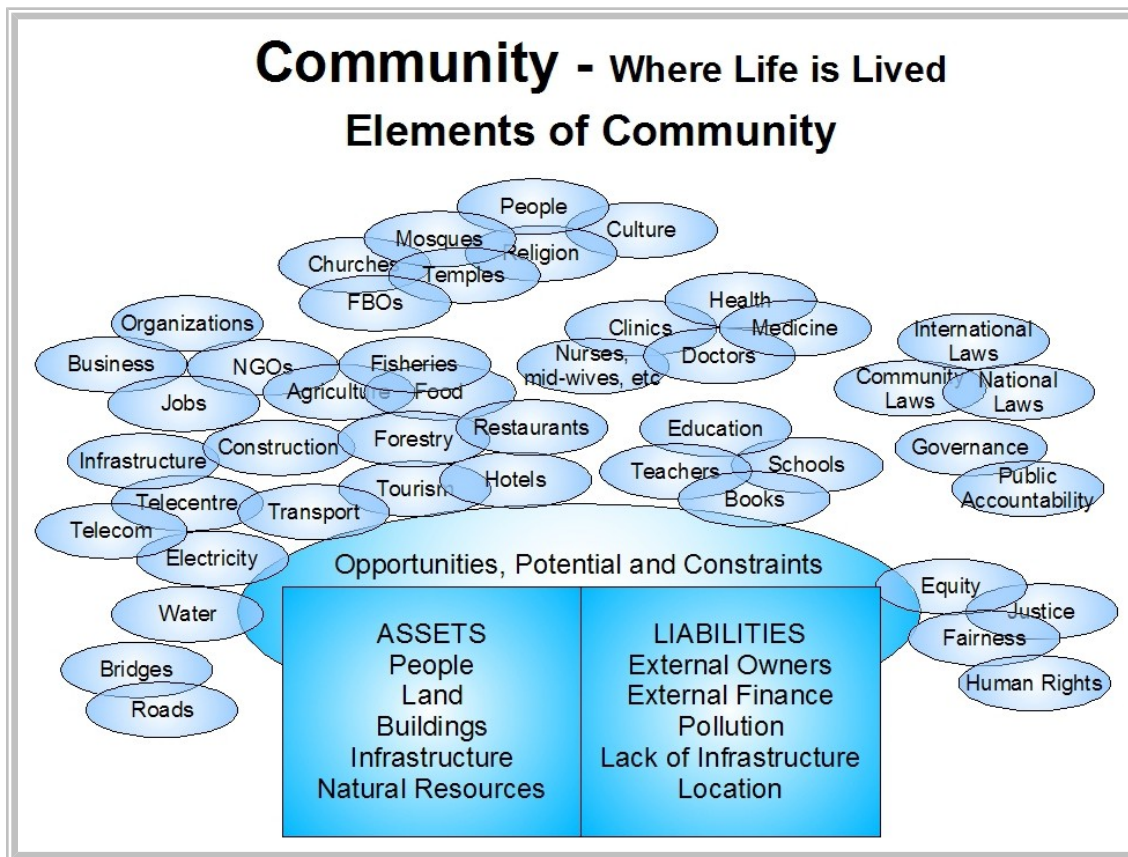 Community - Where Life is Lived
Elements of Community
People
Culture
Mosques
Religion
Churches
Temples
FBOs
Health
Clinics
Medicine
Nurses,
mid-wives, etc
Doctors
Organizations
Business
NGOs
Jobs
Fisheries
Agriculture
Food
International
Laws
Community
Laws
National
Laws
Governance
Public
Accountability
Infrastructure
Construction
Forestry
Restaurants
Tourism
Hotels
Education
Teachers
Schools
Books
Telecentre
Transport
Telecom
Electricity
Water
Bridges
Roads
Equity
Justice
Fairness
Human Rights
Opportunities, Potential and Constraints
ASSETS
People
Land
Buildings
Infrastructure
Natural Resources
LIABILITIES
External Owners
External Finance
Pollution
Lack of Infrastructure
Location